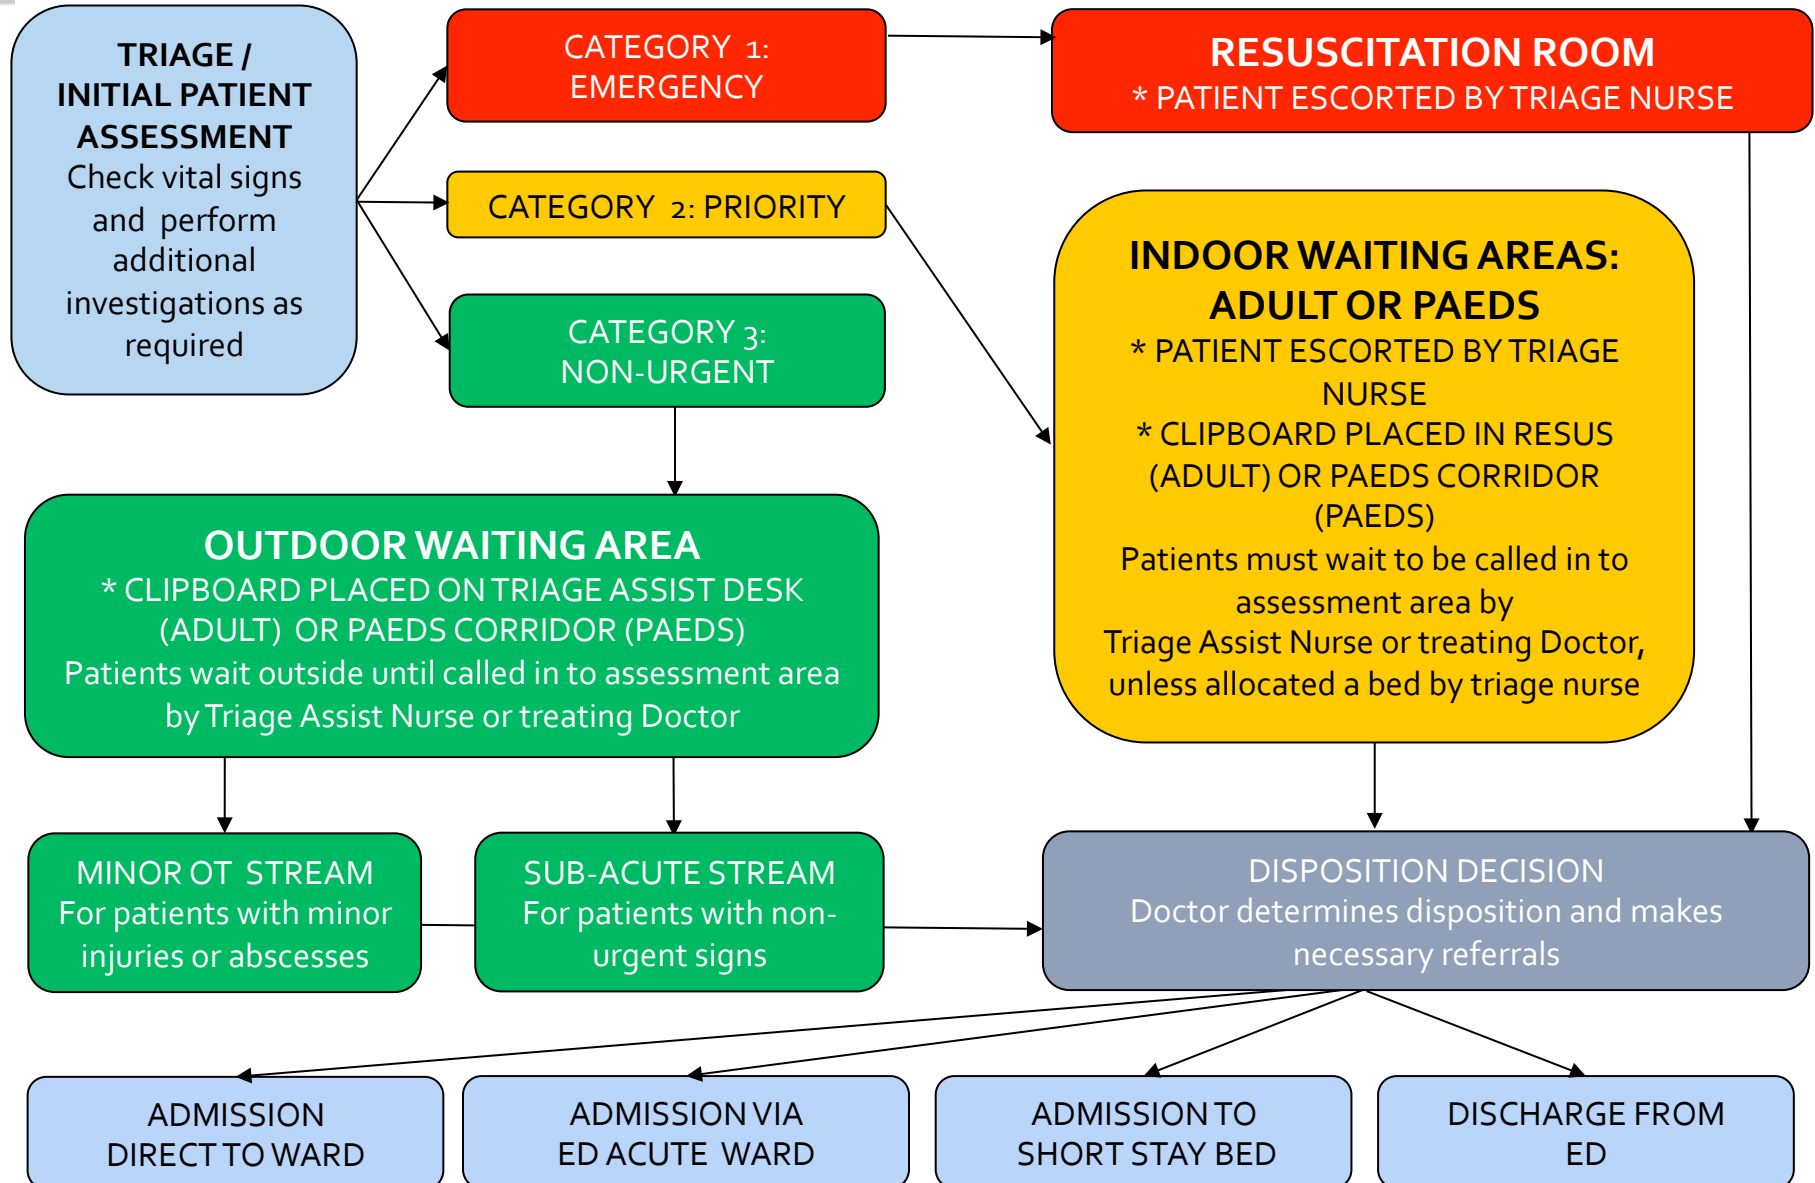 TRIAGE /
INITIAL PATIENT
ASSESSMENT
Check vital signs
and perform
additional
investigations as
required
CATEGORY 1:
EMERGENCY
RESUSCITATION ROOM
* PATIENT ESCORTED BY TRIAGE NURSE
CATEGORY 2: PRIORITY
CATEGORY 3:
NON-URGENT
INDOOR WAITING AREAS:
ADULT OR PAEDS
* PATIENT ESCORTED BY TRIAGE
NURSE
* CLIPBOARD PLACED IN RESUS
(ADULT) OR PAEDS CORRIDOR
(PAEDS)
Patients must wait to be called in to
assessment area by
Triage Assist Nurse or treating Doctor,
unless allocated a bed by triage nurse
OUTDOOR WAITING AREA
* CLIPBOARD PLACED ON TRIAGE ASSIST DESK
(ADULT) OR PAEDS CORRIDOR (PAEDS)
Patients wait outside until called in to assessment area
by Triage Assist Nurse or treating Doctor
MINOR OT STREAM
For patients with minor
injuries or abscesses
SUB-ACUTE STREAM
For patients with non-
urgent signs
DISPOSITION DECISION
Doctor determines disposition and makes
necessary referrals
ADMISSION
DIRECT TO WARD
ADMISSION VIA
ED ACUTE WARD
ADMISSION TO
SHORT STAY BED
DISCHARGE FROM
ED